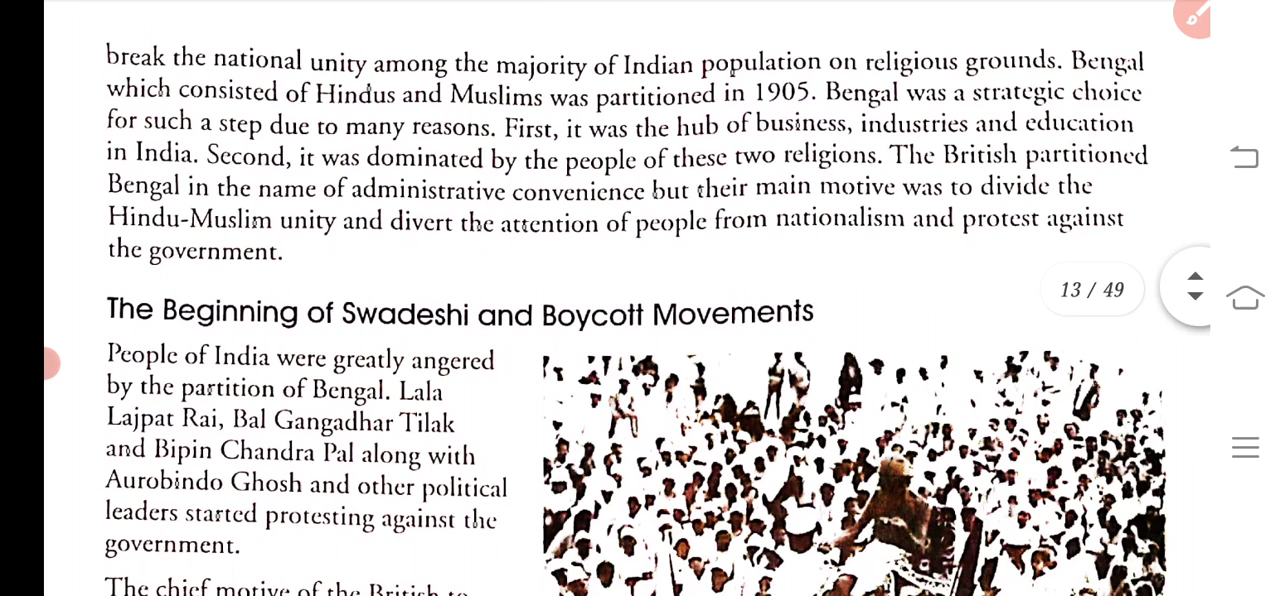 break the national unity among the majority of Indian population on religious grounds. Bengal
which consisted of Hindus and Muslims was partitioned in 1905. Bengal was a strategic choice
for such a step due to many reasons. First, it was the hub of business, industries and education
in India. Second, it was dominated by the people of these two religions. The British partitioned
Bengal in the name of administrative convenience but their main motive was to divide the
Hindu-Muslim unity and divert the attention of people from nationalism and protest against
the government.
13 / 49
The Beginning of Swadeshi and Boycott Movements
People of India were greatly angered
by the partition of Bengal. Lala
Lajpat Rai, Bal Gangadhar Tilak
and Bipin Chandra Pal along with
Aurobindo Ghosh and other political
leaders started protesting against the
government.
The chief motive of the British to